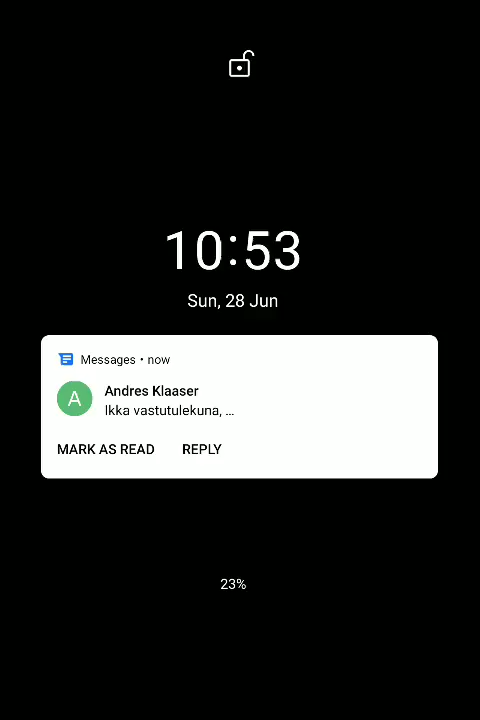 10:53
Sun, 28 Jun
Messages • now
A
Andres Klaaser
Ikka vastutulekuna, ...
MARK AS READ REPLY
23%